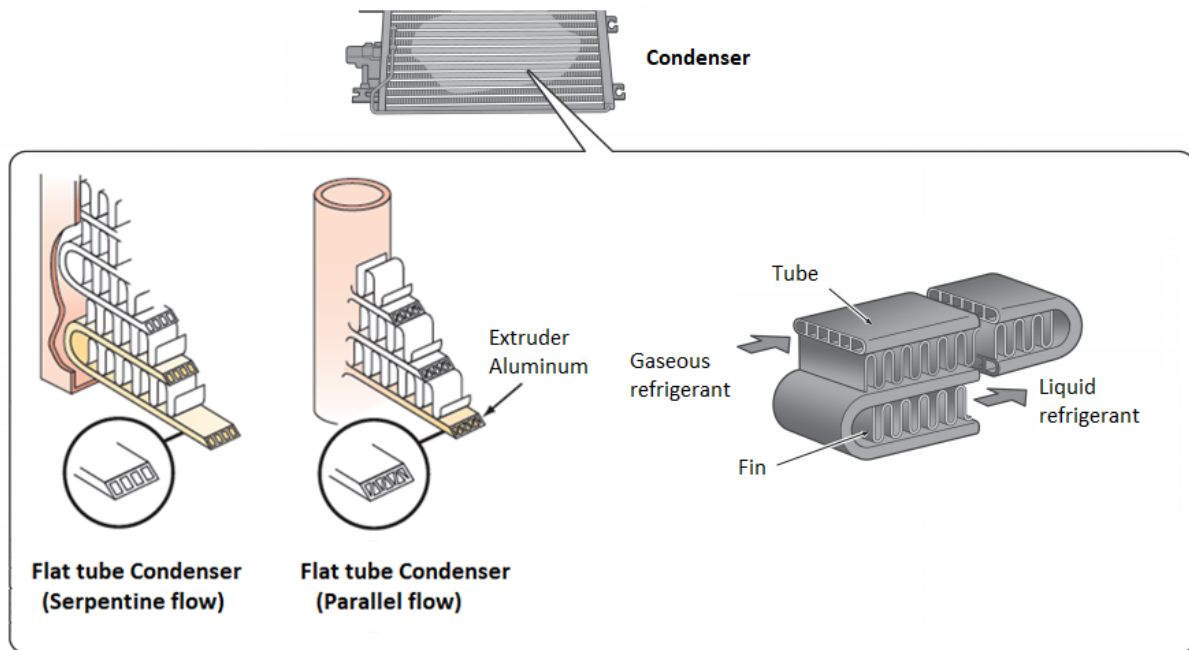 Condenser
Extruder
Aluminum
Tube
Gaseous
refrigerant
Liquid
refrigerant
Fin
Flat tube Condenser
(Serpentine flow)
Flat tube Condenser
(Parallel flow)